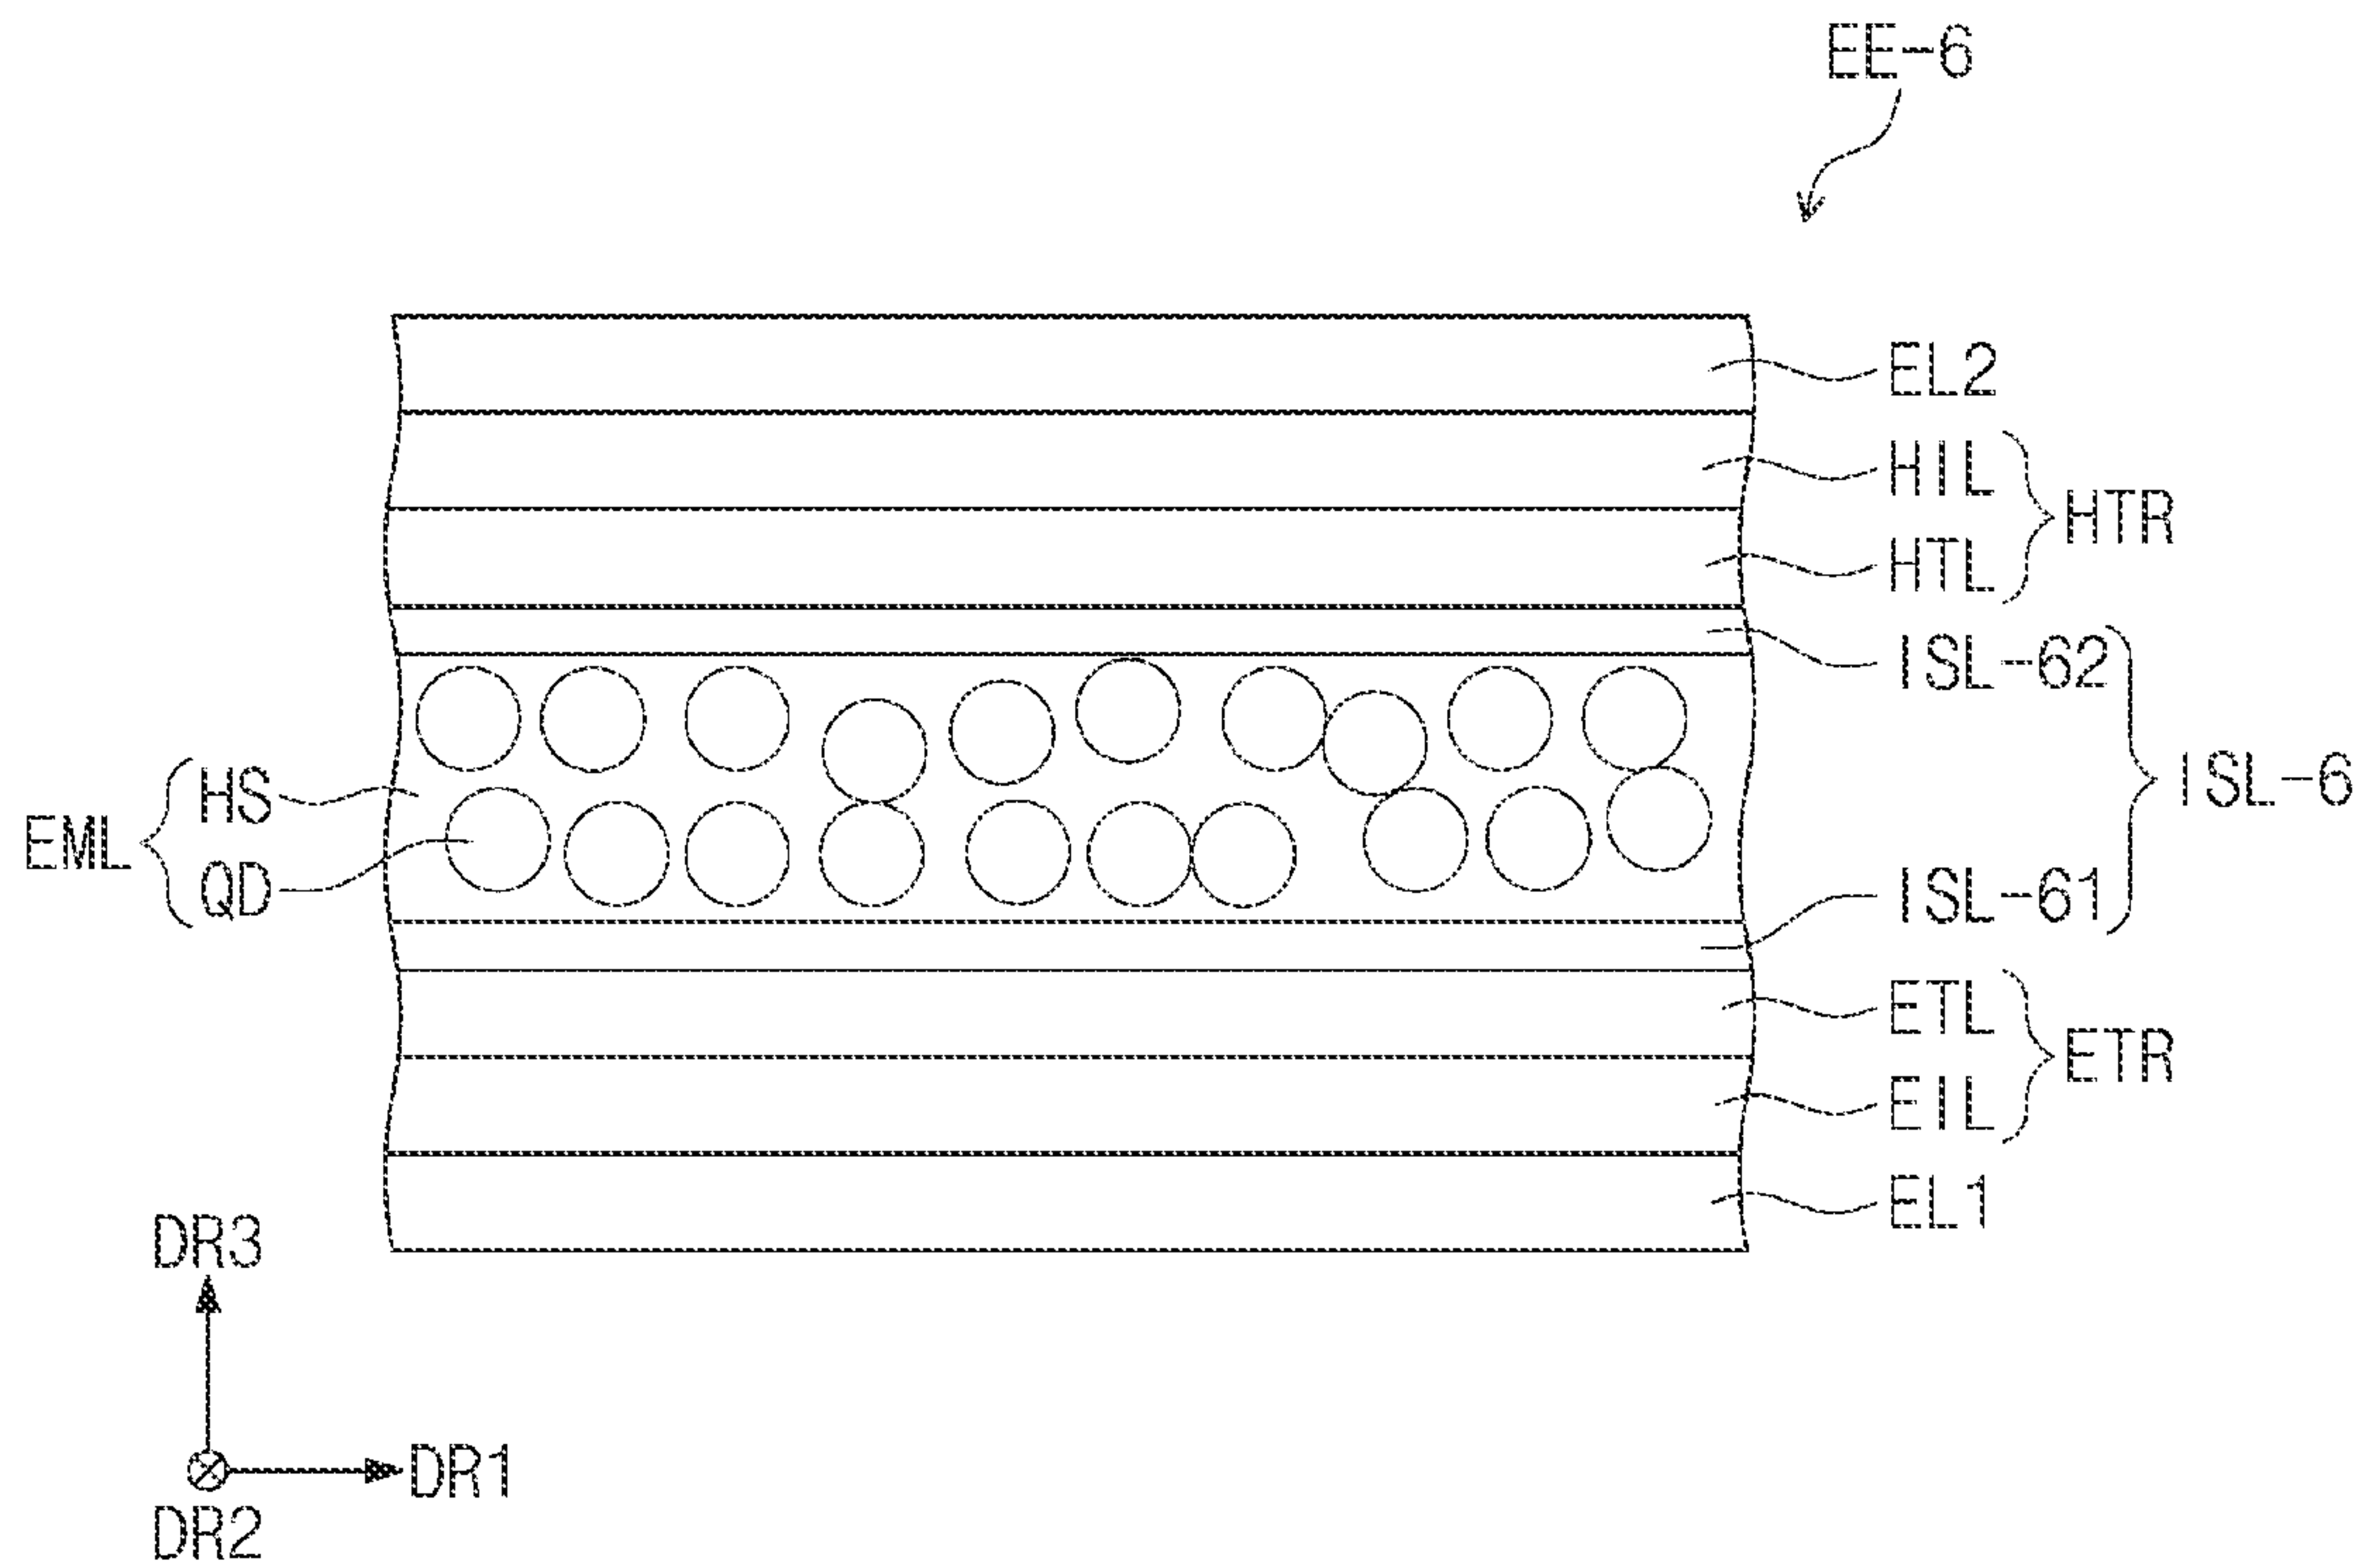 EE-6
EL2
HIL
HTR
HTL
ISL-62
HS
ISL-6
EML
QD
ISL-61
ETL
ETR
EIL
EL1
DR3
DR1
DR2